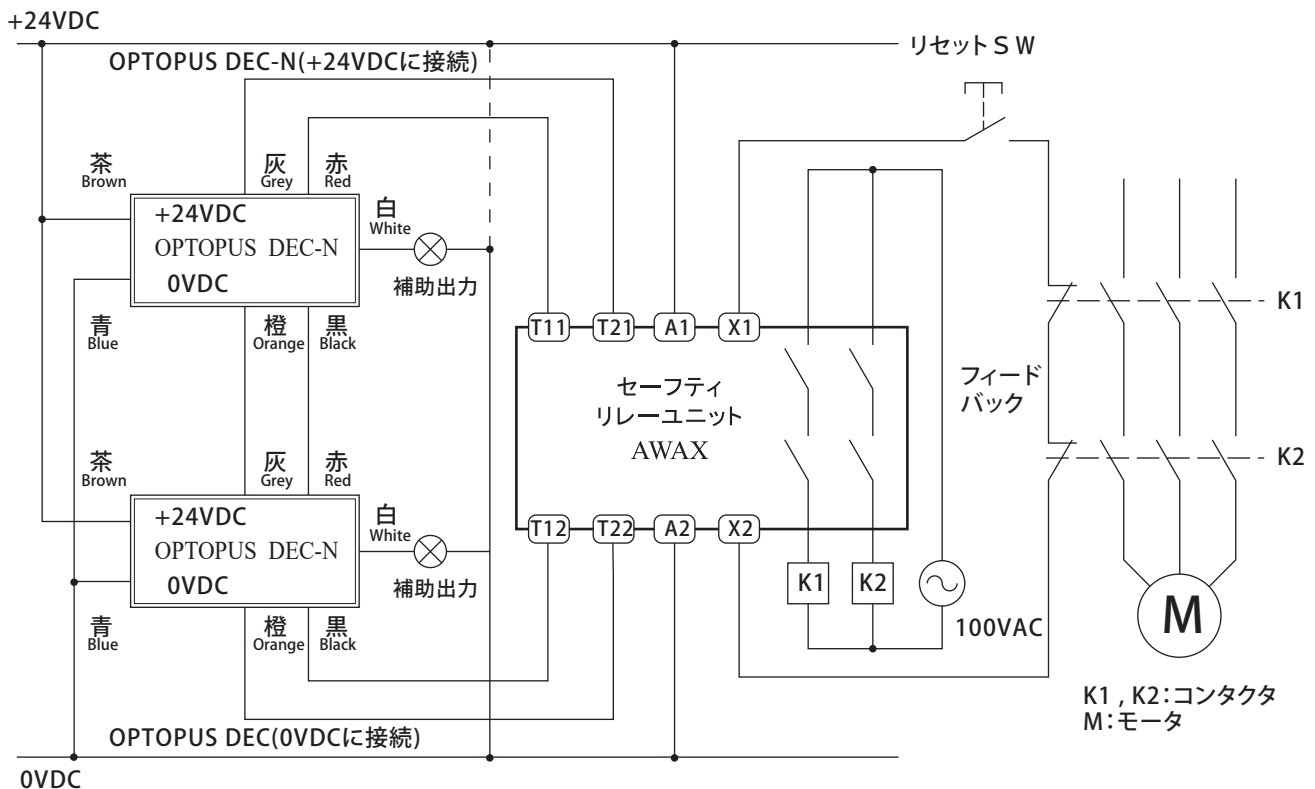 +24VDC
OPTOPUS DEC-N(+24VDCに接続)
リセットSW
茶
Brown
灰
Grey
赤
Red
+24VDC
OPTOPUS DEC-N
0VDC
白
White
補助出力
青
Blue
橙
Orange
黒
Black
T11
T21
A1
X1
K1
セーフティ
リレーユニット
AWAX
フィード
バック
K2
茶
Brown
灰
Grey
赤
Red
+24VDC
OPTOPUS DEC-N
0VDC
白
White
補助出力
T12
T22
A2
X2
K1
K2
100VAC
M
青
Blue
橙
Orange
黒
Black
K1 , K2:コンタクタ
M:モータ
OPTOPUS DEC(0VDCに接続)
0VDC